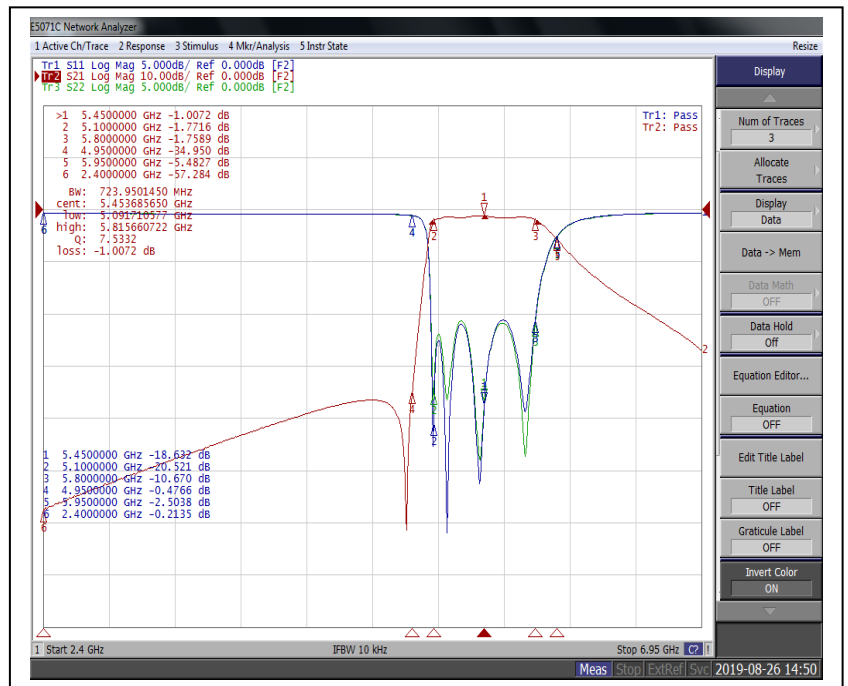 E5071C Network Analyzer
1 Active Ch/Trace 2 Response 3 Stimulus 4 Mkr/Analysis 5 Instr State
Resize
Tr1 S11 Log Mag 5.000dB/ Ref 0.000dB [F2]
Tr2 S21 Log Mag 10.00dB/ Ref 0.000dB [F2]
Tr3 S22 Log Mag 5.000dB/ Ref 0.000dB [F2]
>1 5.4500000 GHz -1.0072 dB
2 5.1000000 GHz -1.7716 dB
3 5.8000000 GHz -1.7589 dB
4 4.9500000 GHz -34.950 dB
5 5.9500000 GHz -5.4827 dB
6 2.4000000 GHz -57.284 dB
BW: 723.9501450 MHz
cent: 5.453685650 GHz
low: 5.091710577 GHz
high: 5.815660722 GHz
Q: 7.5332
loss: -1.0072 dB
Tr1: Pass
Tr2: Pass
1
6
4
2
3
2
4
6
1 5.4500000 GHz -18.632 dB
2 5.1000000 GHz -20.521 dB
3 5.8000000 GHz -10.670 dB
4 4.9500000 GHz -0.4766 dB
5 5.9500000 GHz -2.5038 dB
6 2.4000000 GHz -0.2135 dB
1 Start 2.4 GHz
IFBW 10 kHz
Stop 6.95 GHz C? !
Meas Stop ExtRef Svc 2019-08-26 14:50
Display
Num of Traces
3
Allocate
Traces
Display
Data
Data -> Mem
Data Math
OFF
Data Hold
Off
Equation Editor...
Equation
OFF
Edit Title Label
Title Label
OFF
Graticule Label
OFF
Invert Color
ON